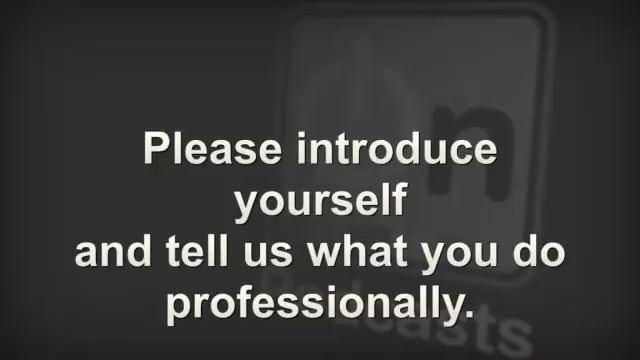 Please introduce
yourself
and tell us what you do
professionally.
n